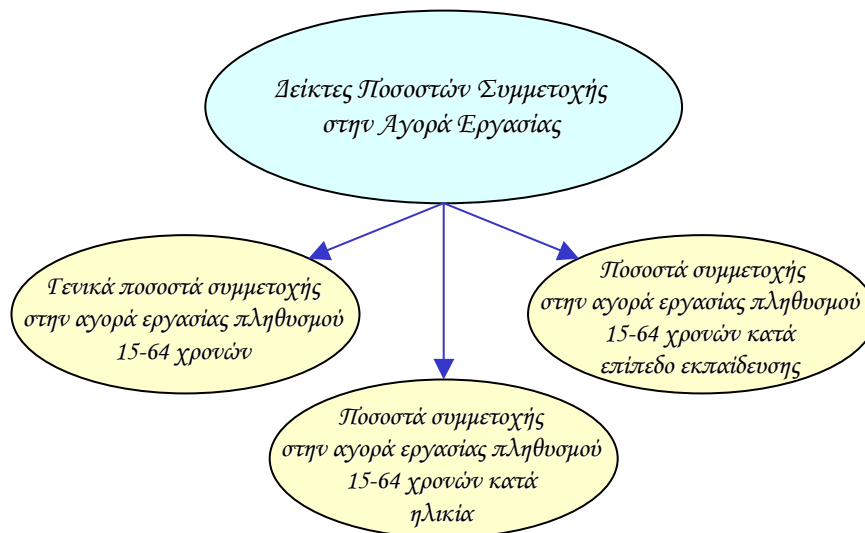 Δείκτες Ποσοστών Συμμετοχής
στην Αγορά Εργασίας
Γενικά ποσοστά συμμετοχής
στην αγορά εργασίας πληθυσμού
15-64 χρονών
Ποσοστά συμμετοχής
στην αγορά εργασίας πληθυσμού
15-64 χρονών κατά
ηλικία
Ποσοστά συμμετοχής
στην αγορά εργασίας πληθυσμού
15-64 χρονών κατά
επίπεδο εκπαίδευσης